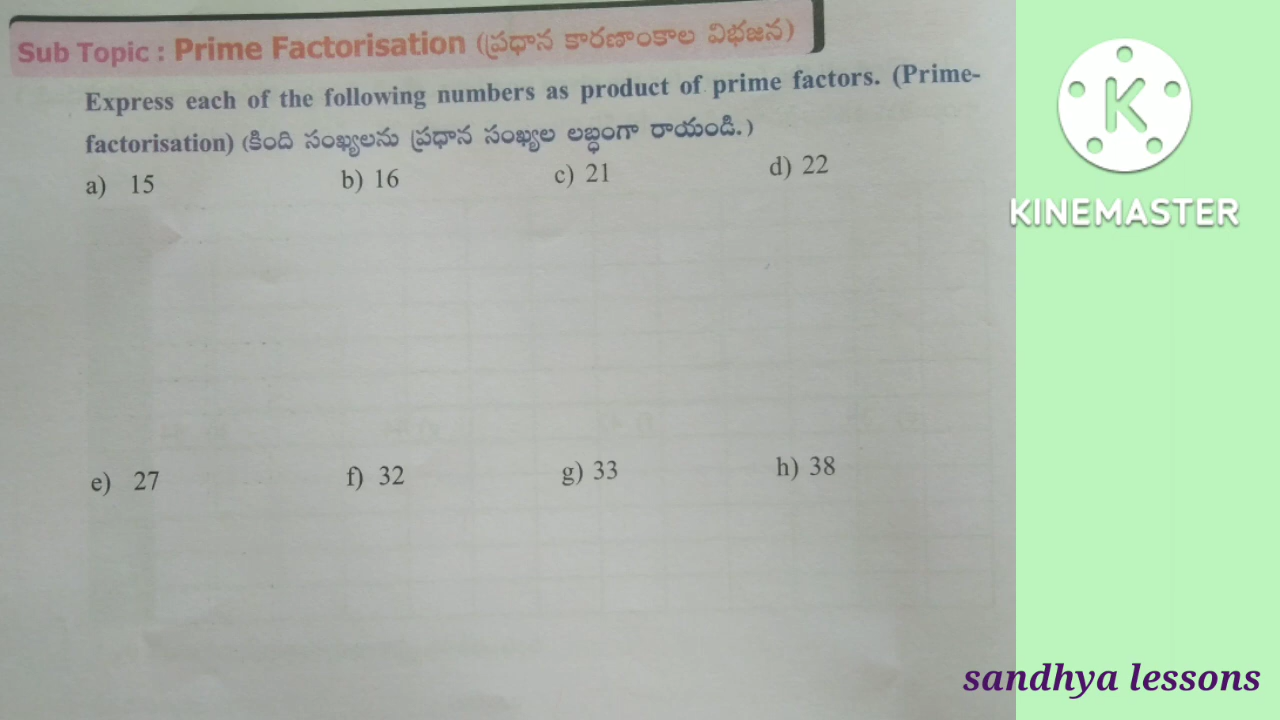 Sub Topic : Prime Factorisation (ప్రధాన కారణాంకాల విభజన)
Express each of the following numbers as product of prime factors. (Prime-
factorisation) (కింది సంఖ్యలను ప్రధాన సంఖ్యల లబ్ధంగా రాయండి.)
a) 15 b) 16 c) 21 d) 22
e) 27 f) 32 g) 33 h) 38
K
KINEMASTER
sandhya lessons